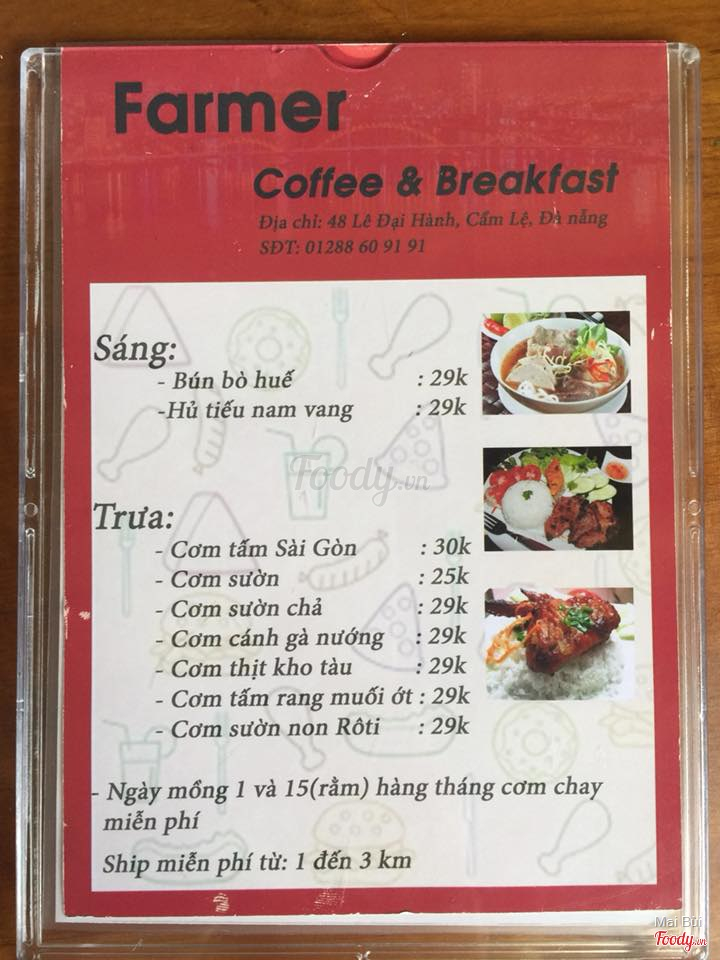 Farmer
Coffee & Breakfast
Địa chỉ: 48 Lê Đại Hành, Cẩm Lệ, Đà nẵng
SĐT: 01288 60 91 91
Sáng:
- Bún bò huế : 29k
-Hủ tiếu nam vang : 29k
Foody.vn
Trưa:
- Cơm tấm Sài Gòn : 30k
- Cơm sườn : 25k
- Cơm sườn chả : 29k
- Cơm cánh gà nướng : 29k
- Cơm thịt kho tàu : 29k
- Cơm tấm rang muối ớt : 29k
- Cơm sườn non Rôti : 29k
- Ngày mồng 1 và 15(rằm) hàng tháng cơm chay
miễn phí
Ship miễn phí từ: 1 đến 3 km
Mai Bùi
Foody.vn